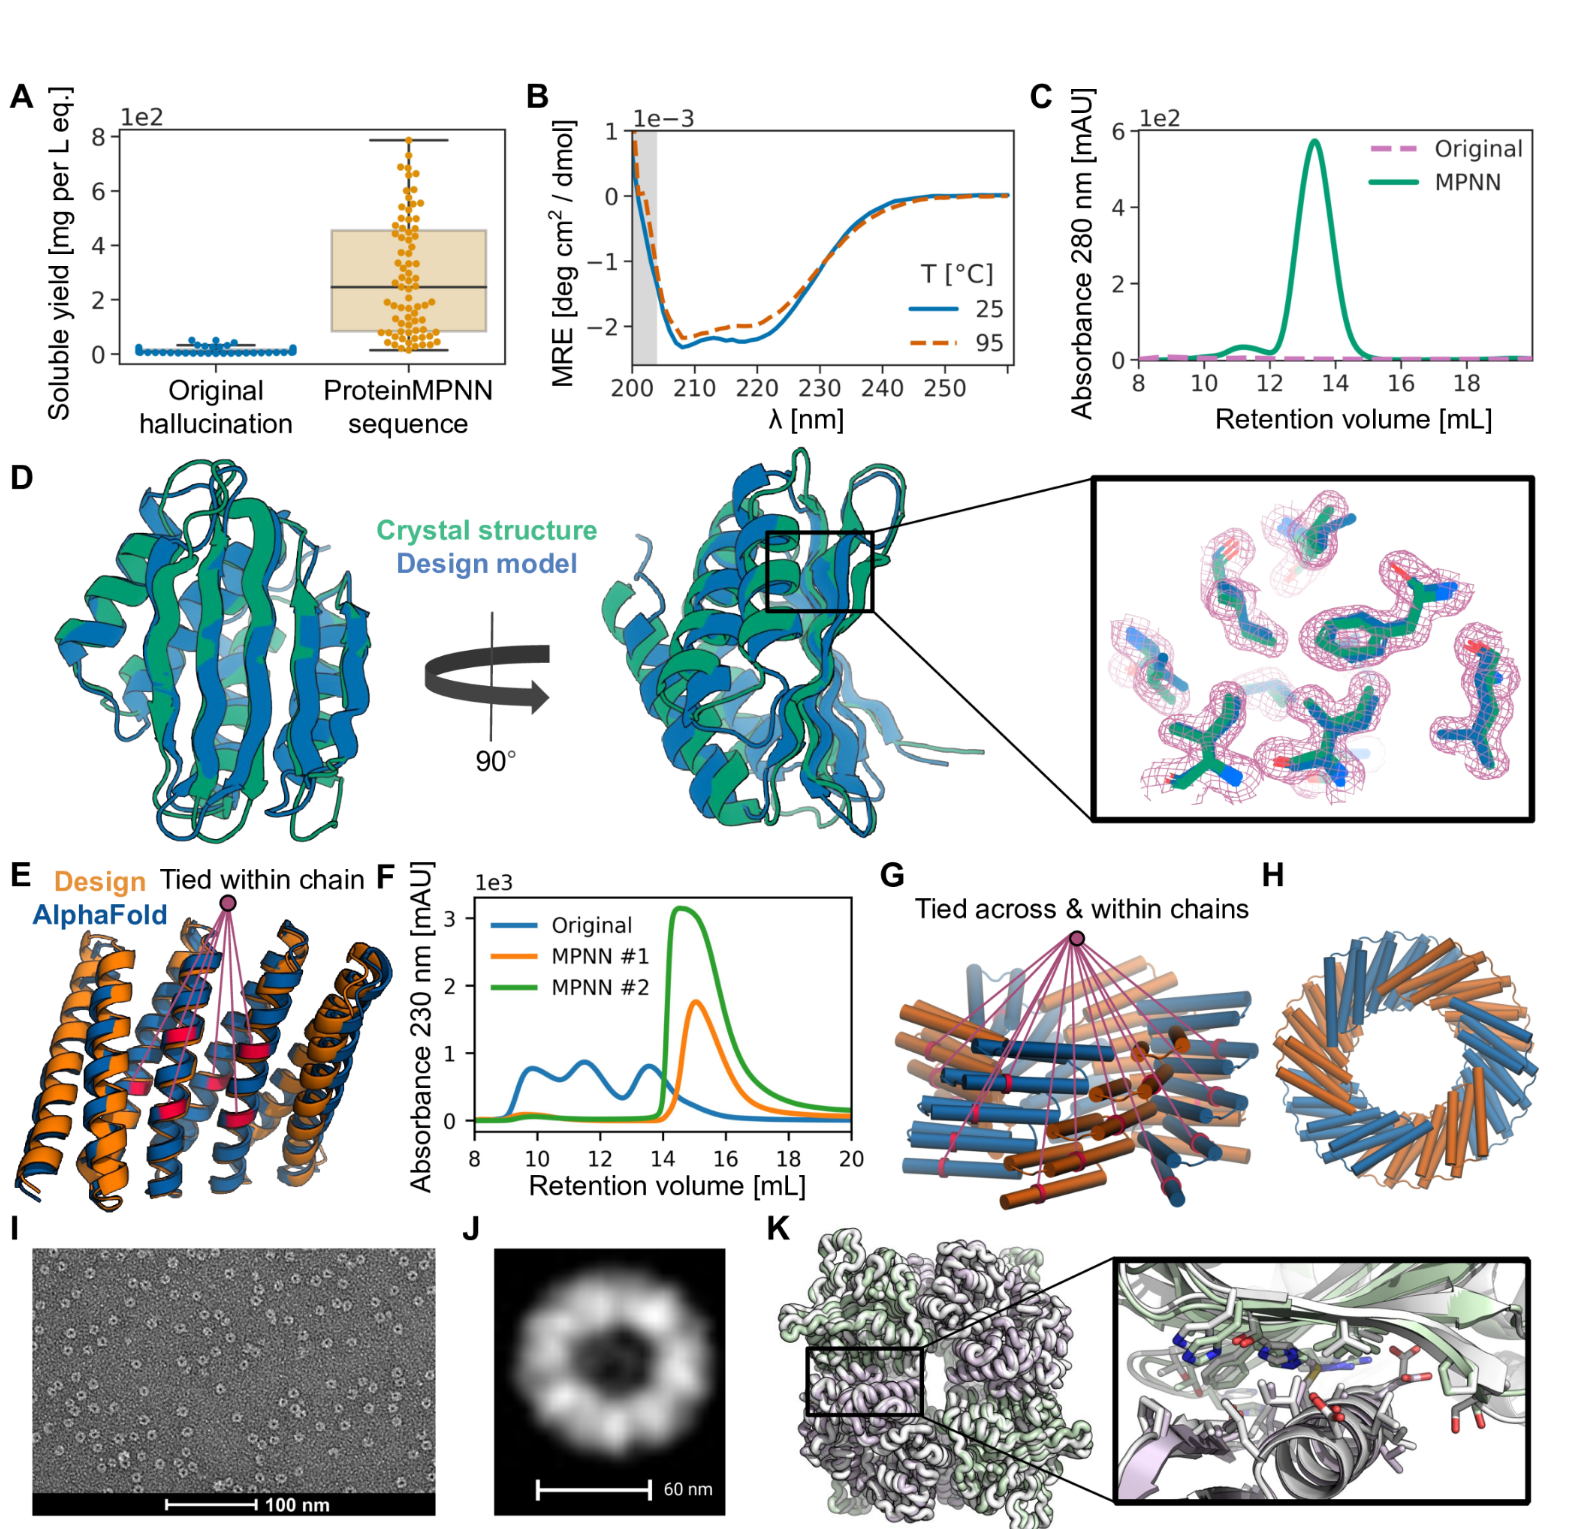 A
Soluble yield [mg per L eq.]
1e2
8
6
4
2
0
Original
hallucination
ProteinMPNN
sequence
B
MRE [deg cm² / dmol]
1e−3
1
0
−1
−2
T [°C]
25
95
200 210 220 230 240 250
λ [nm]
C
Absorbance 280 nm [mAU]
1e2
6
4
2
0
Original
MPNN
8 10 12 14 16 18
Retention volume [mL]
D
Crystal structure
Design model
90°
E
Design
AlphaFold
Tied within chain
F
Absorbance 230 nm [mAU]
1e3
3
2
1
0
Original
MPNN #1
MPNN #2
8 10 12 14 16 18 20
Retention volume [mL]
G
Tied across & within chains
H
I
100 nm
J
60 nm
K